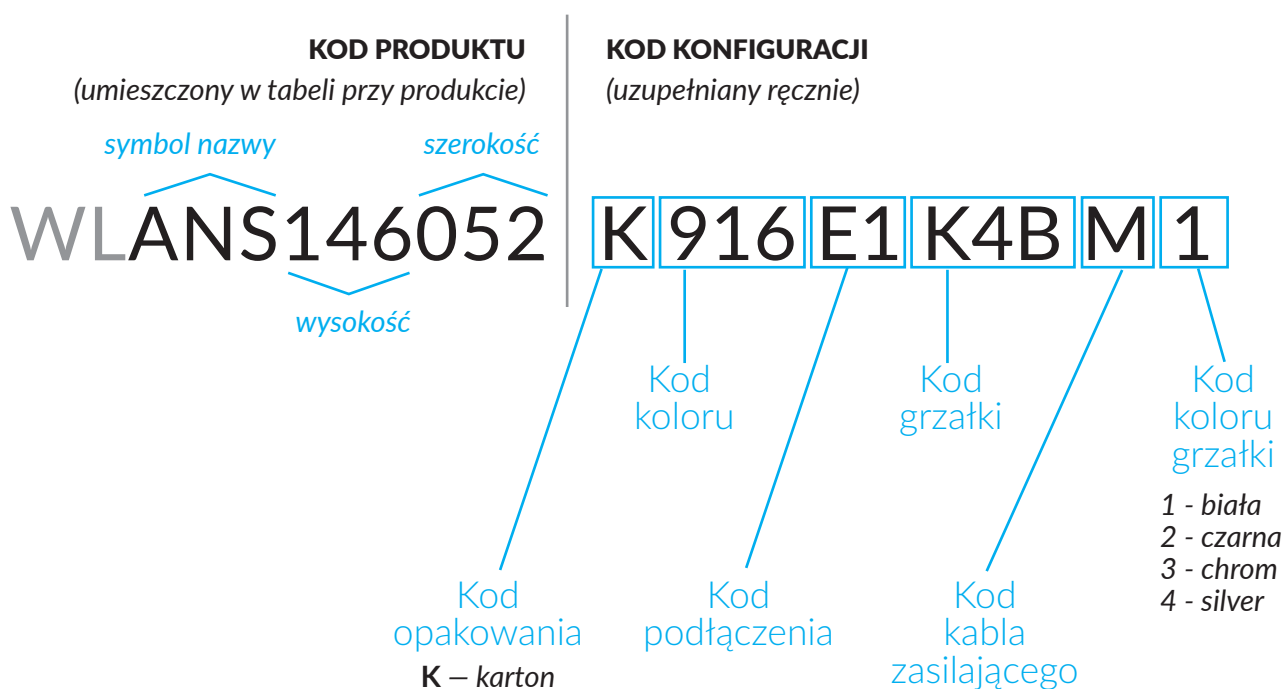 KOD PRODUKTU
(umieszczony w tabeli przy produkcie)
KOD KONFIGURACJI
(uzupełniany ręcznie)
symbol nazwy
szerokość
WLANS146052 K 916 E1 K4B M 1
wysokość
Kod
koloru
Kod
grzałki
Kod
koloru
grzałki
1 - biała
2 - czarna
3 - chrom
4 - silver
Kod
opakowania
K – karton
Kod
podłączenia
Kod
kabla
zasilającego